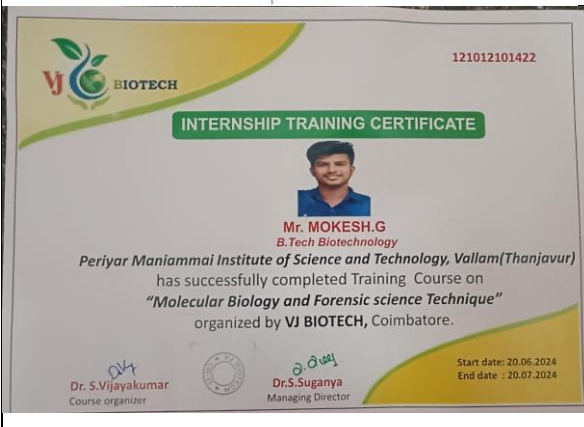 VJ BIOTECH
121012101422
INTERNSHIP TRAINING CERTIFICATE
Mr. MOKESH.G
B.Tech Biotechnology
Periyar Maniammai Institute of Science and Technology, Vallam(Thanjavur)
has successfully completed Training Course on
“Molecular Biology and Forensic science Technique”
organized by VJ BIOTECH, Coimbatore.
Dr. S.Vijayakumar
Course organizer
Dr.S.Suganya
Managing Director
Start date: 20.06.2024
End date : 20.07.2024